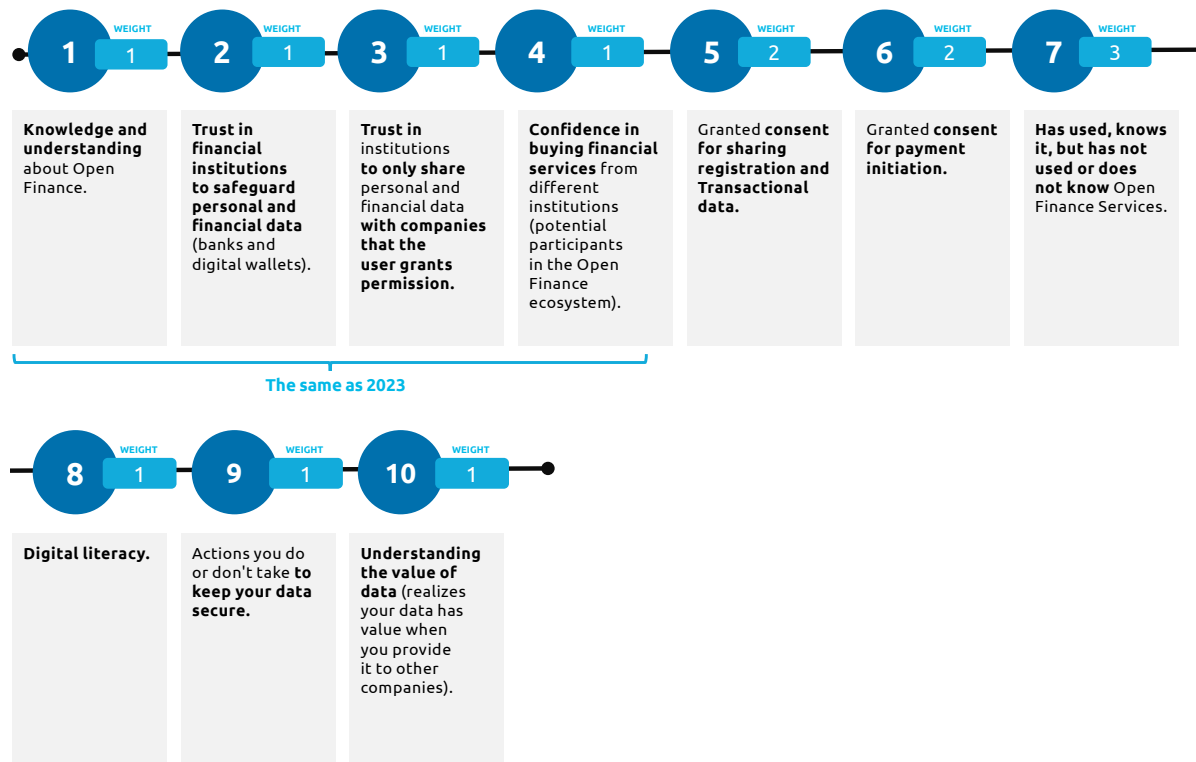 WEIGHT
1
1
WEIGHT
2
1
WEIGHT
3
1
WEIGHT
4
1
WEIGHT
5
2
WEIGHT
6
2
WEIGHT
7
3
Knowledge and
understanding
about Open
Finance.
Trust in
financial
institutions
to safeguard
personal and
financial data
(banks and
digital wallets).
Trust in
institutions
to only share
personal and
financial data
with companies
that the
user grants
permission.
Confidence in
buying financial
services from
different
institutions
(potential
participants
in the Open
Finance
ecosystem).
Granted consent
for sharing
registration and
Transactional
data.
Granted consent
for payment
initiation.
Has used, knows
it, but has not
used or does
not know Open
Finance Services.
The same as 2023
WEIGHT
8
1
WEIGHT
9
1
WEIGHT
10
1
Digital literacy.
Actions you do
or don't take to
keep your data
secure.
Understanding
the value of
data (realizes
your data has
value when
you provide
it to other
companies).